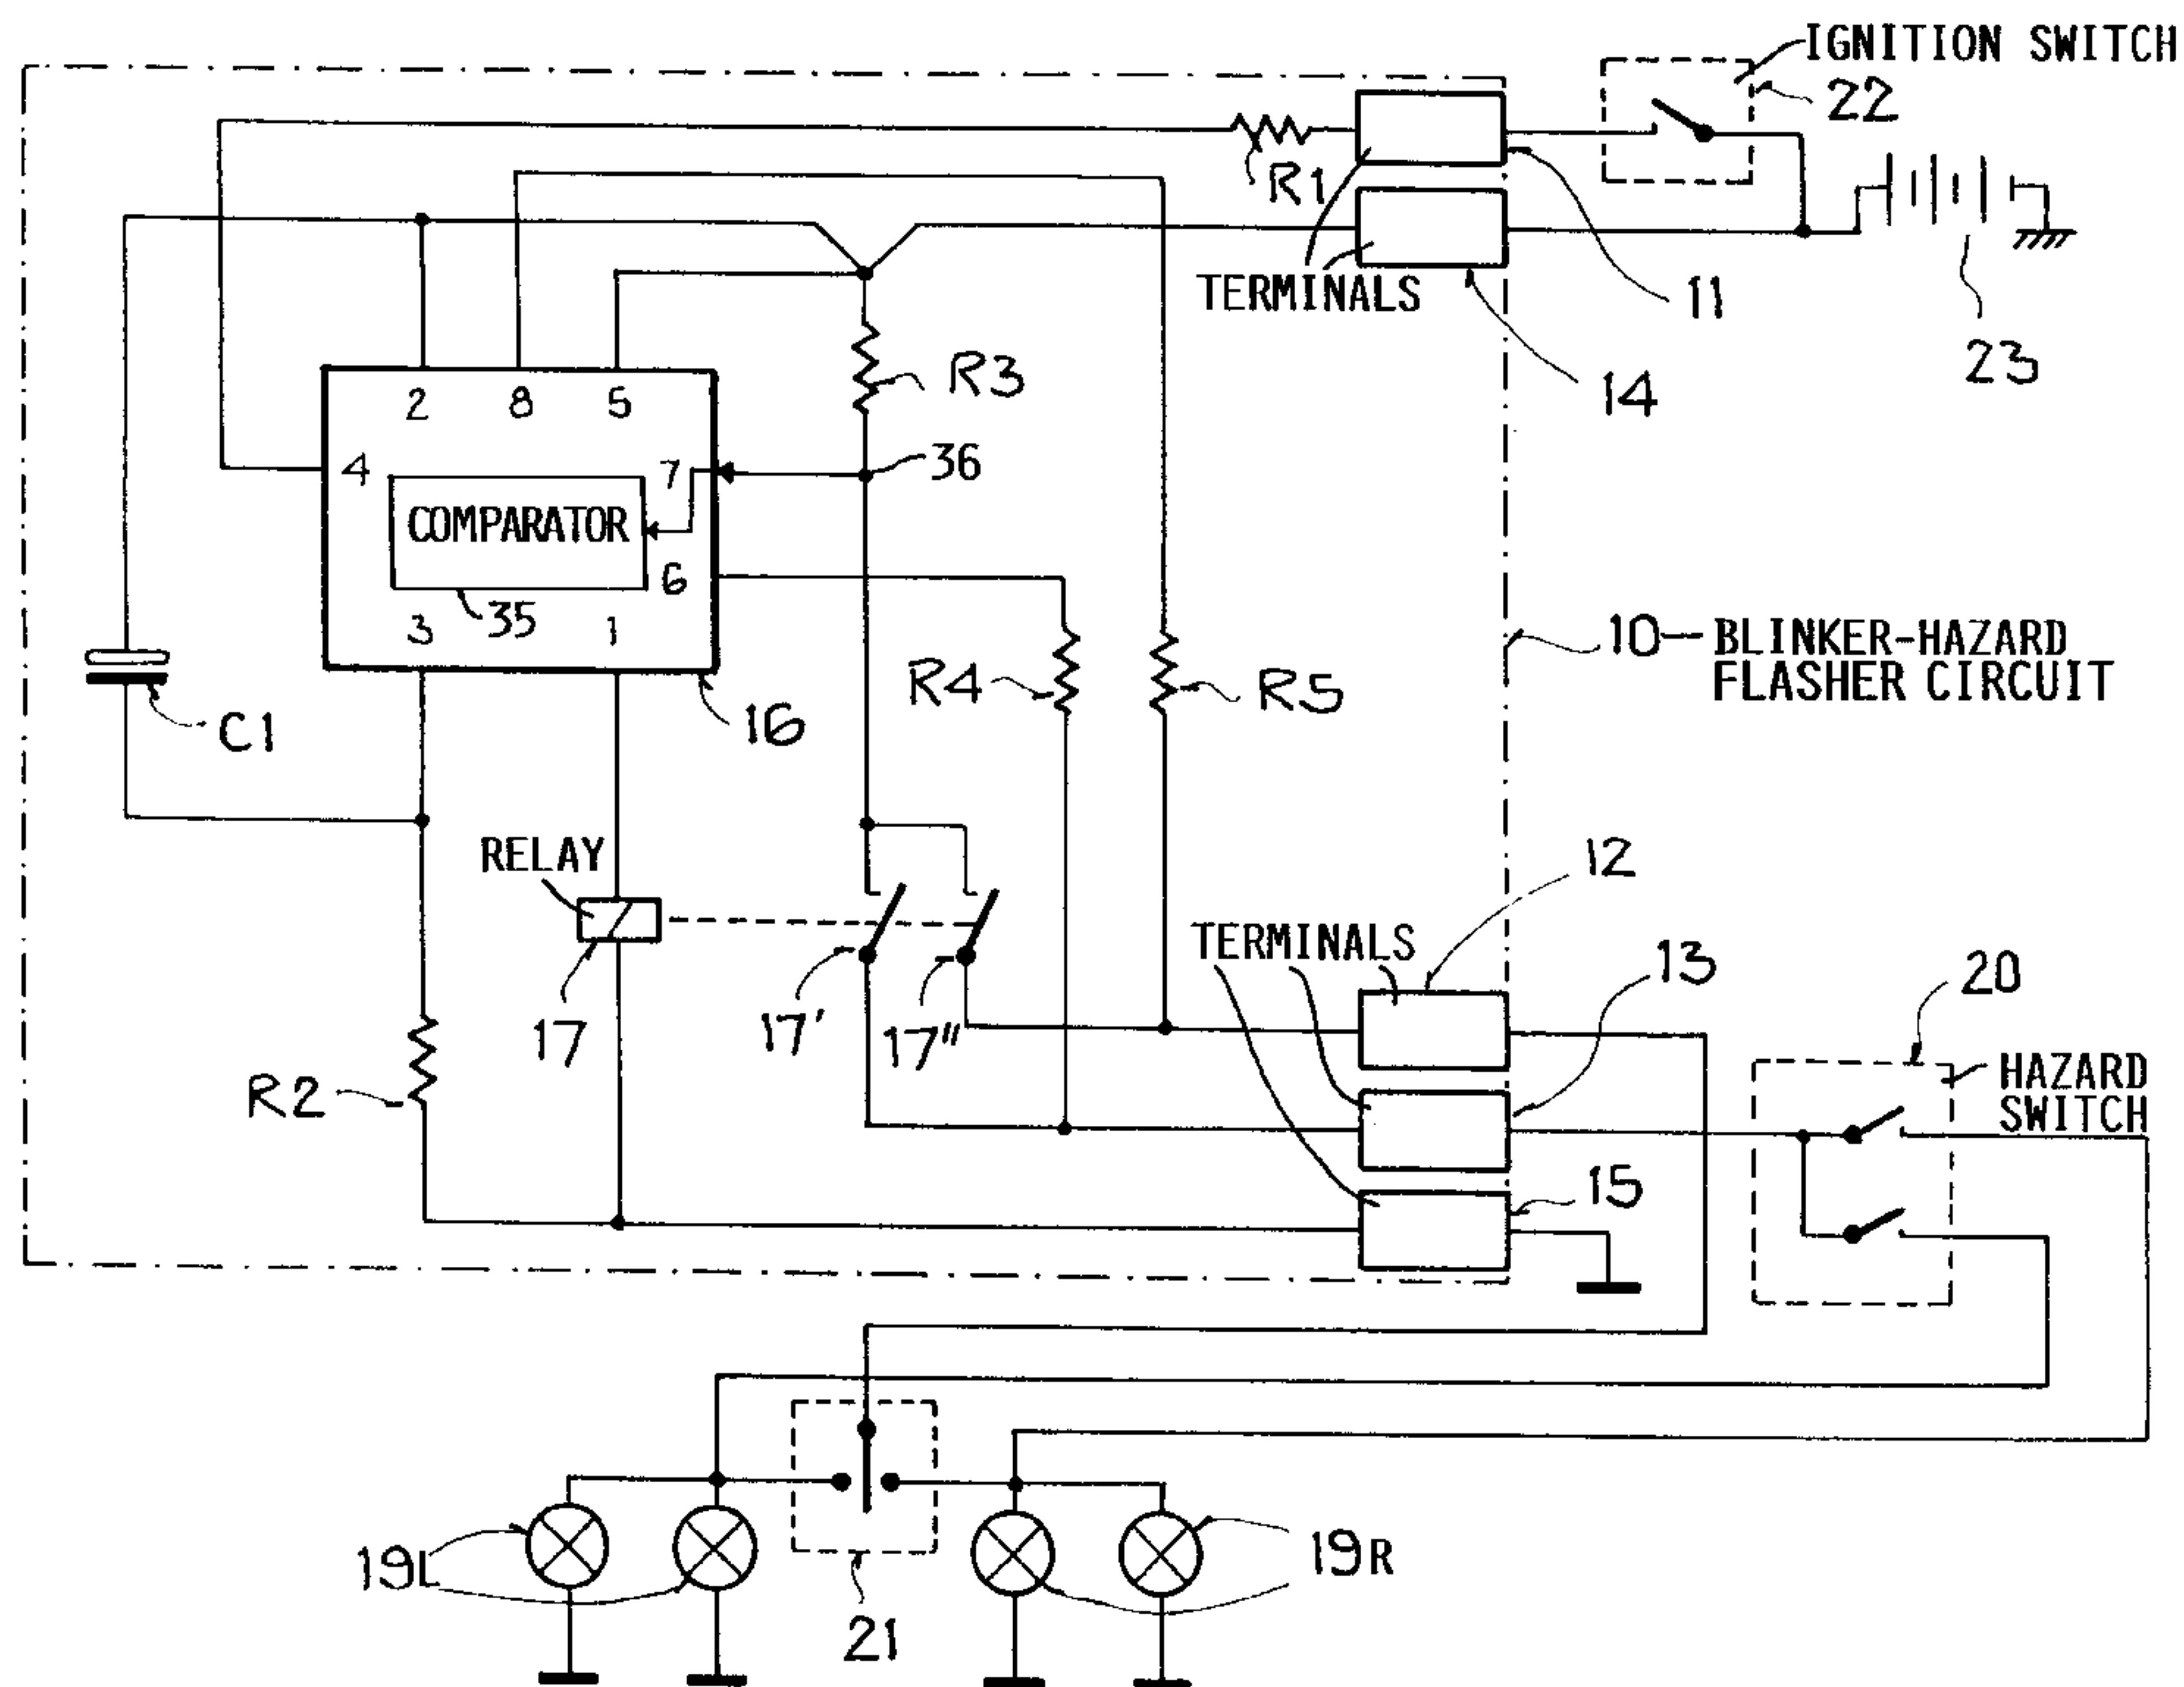 IGNITION SWITCH
22
R1
TERMINALS
11
14
23
2 8 5
R3
4 7
36
COMPARATOR
6
35
3 1
16
C1
R4
R5
10 — BLINKER-HAZARD
FLASHER CIRCUIT
RELAY
17
17'
17"
12
TERMINALS
13
20
HAZARD
SWITCH
R2
15
19L
21
19R